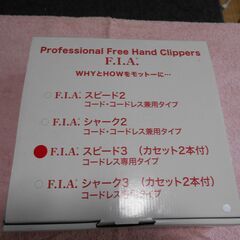 Professional Free Hand Clippers
F.I.A.
WHYとHOWをモットーに…
F.I.A. スピード2
コード・コードレス兼用タイプ
F.I.A. シャーク2
コード・コードレス兼用タイプ
F.I.A. スピード3 （カセット2本付）
コードレス専用タイプ
F.I.A. シャーク3 （カセット2本付）
コードレス専用タイプ